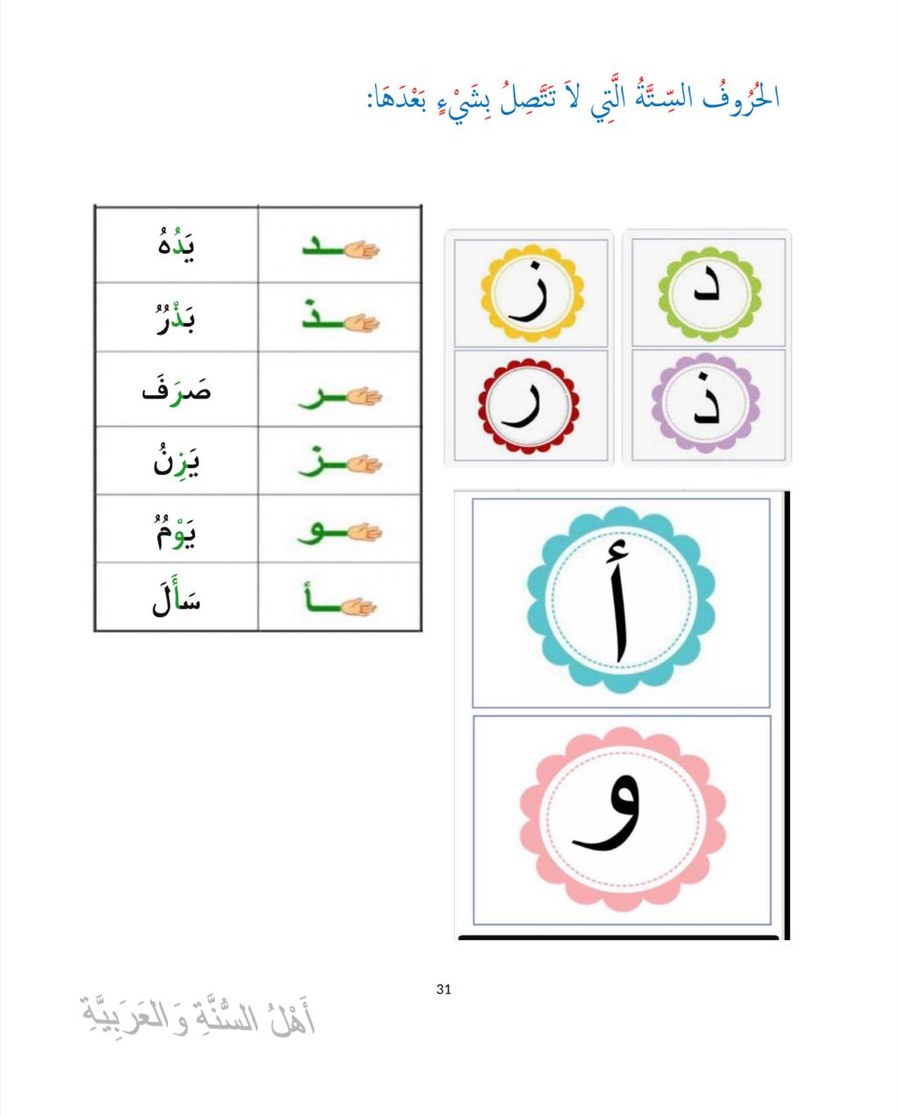 الحُرُوفُ السِّتَّةُ الَّتِي لاَ تَتَّصِلُ بِشَيْءٍ بَعْدَهَا:
د
ز
ذ
ر
أ
و
ـد يَدُهُ
ـذ بَذْرٌ
ـر صَرَفَ
ـز يَزِنُ
ـو يَوْمٌ
ـأ سَأَلَ
31
أَهْلُ السُّنَّةِ وَالعَرَبِيَّةِ